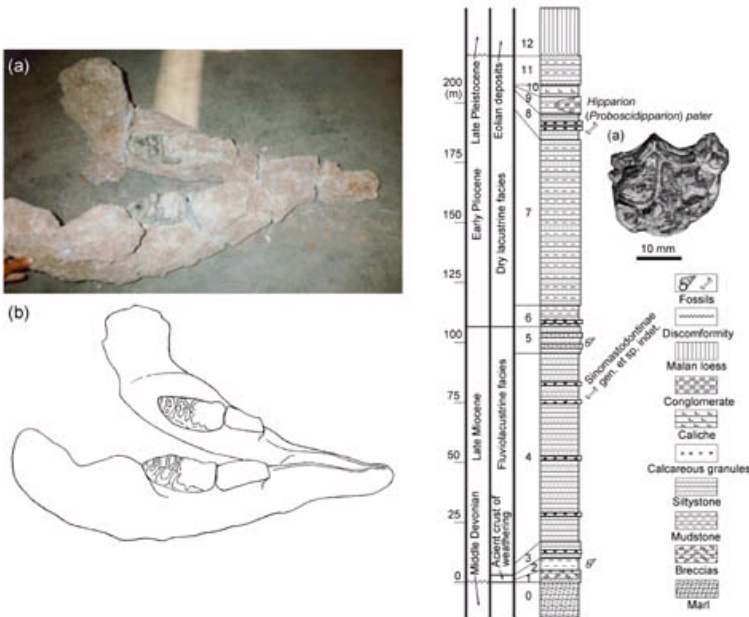 (a)
(b)
200
(m)
175
150
125
100
75
50
25
0
Late Pleistocene
Early Pliocene
Late Miocene
Middle Devonian
Eolian deposits
Dry lacustrine facies
Fluviolacustrine facies
Acient crust of
weathering
12
11
10
9
8
7
6
5
4
3
2
1
0
Hipparion
(Proboscidipparion) pater
(a)
10 mm
Sinomastodontinae
gen. et sp. indet.
Fossils
Discomformity
Malan loess
Conglomerate
Caliche
Calcareous granules
Siltystone
Mudstone
Breccias
Marl